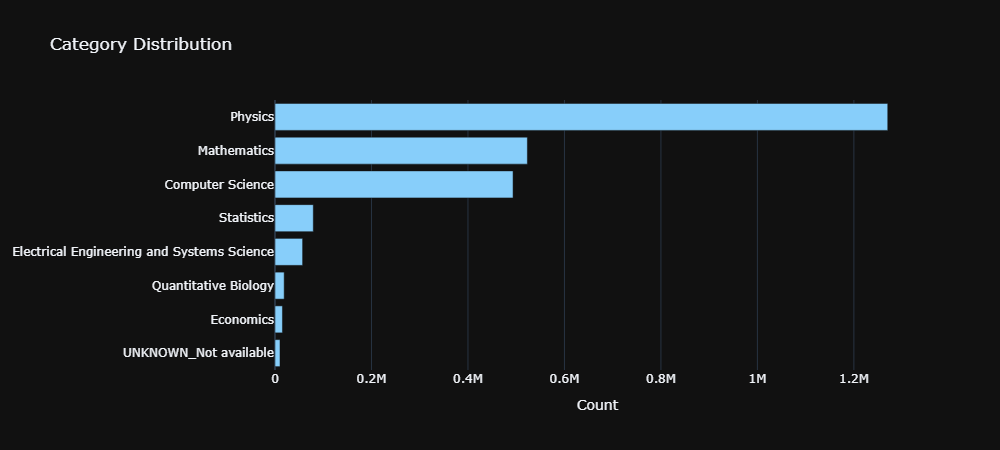 Category Distribution
Physics
Mathematics
Computer Science
Statistics
Electrical Engineering and Systems Science
Quantitative Biology
Economics
UNKNOWN_Not available
0 0.2M 0.4M 0.6M 0.8M 1M 1.2M
Count